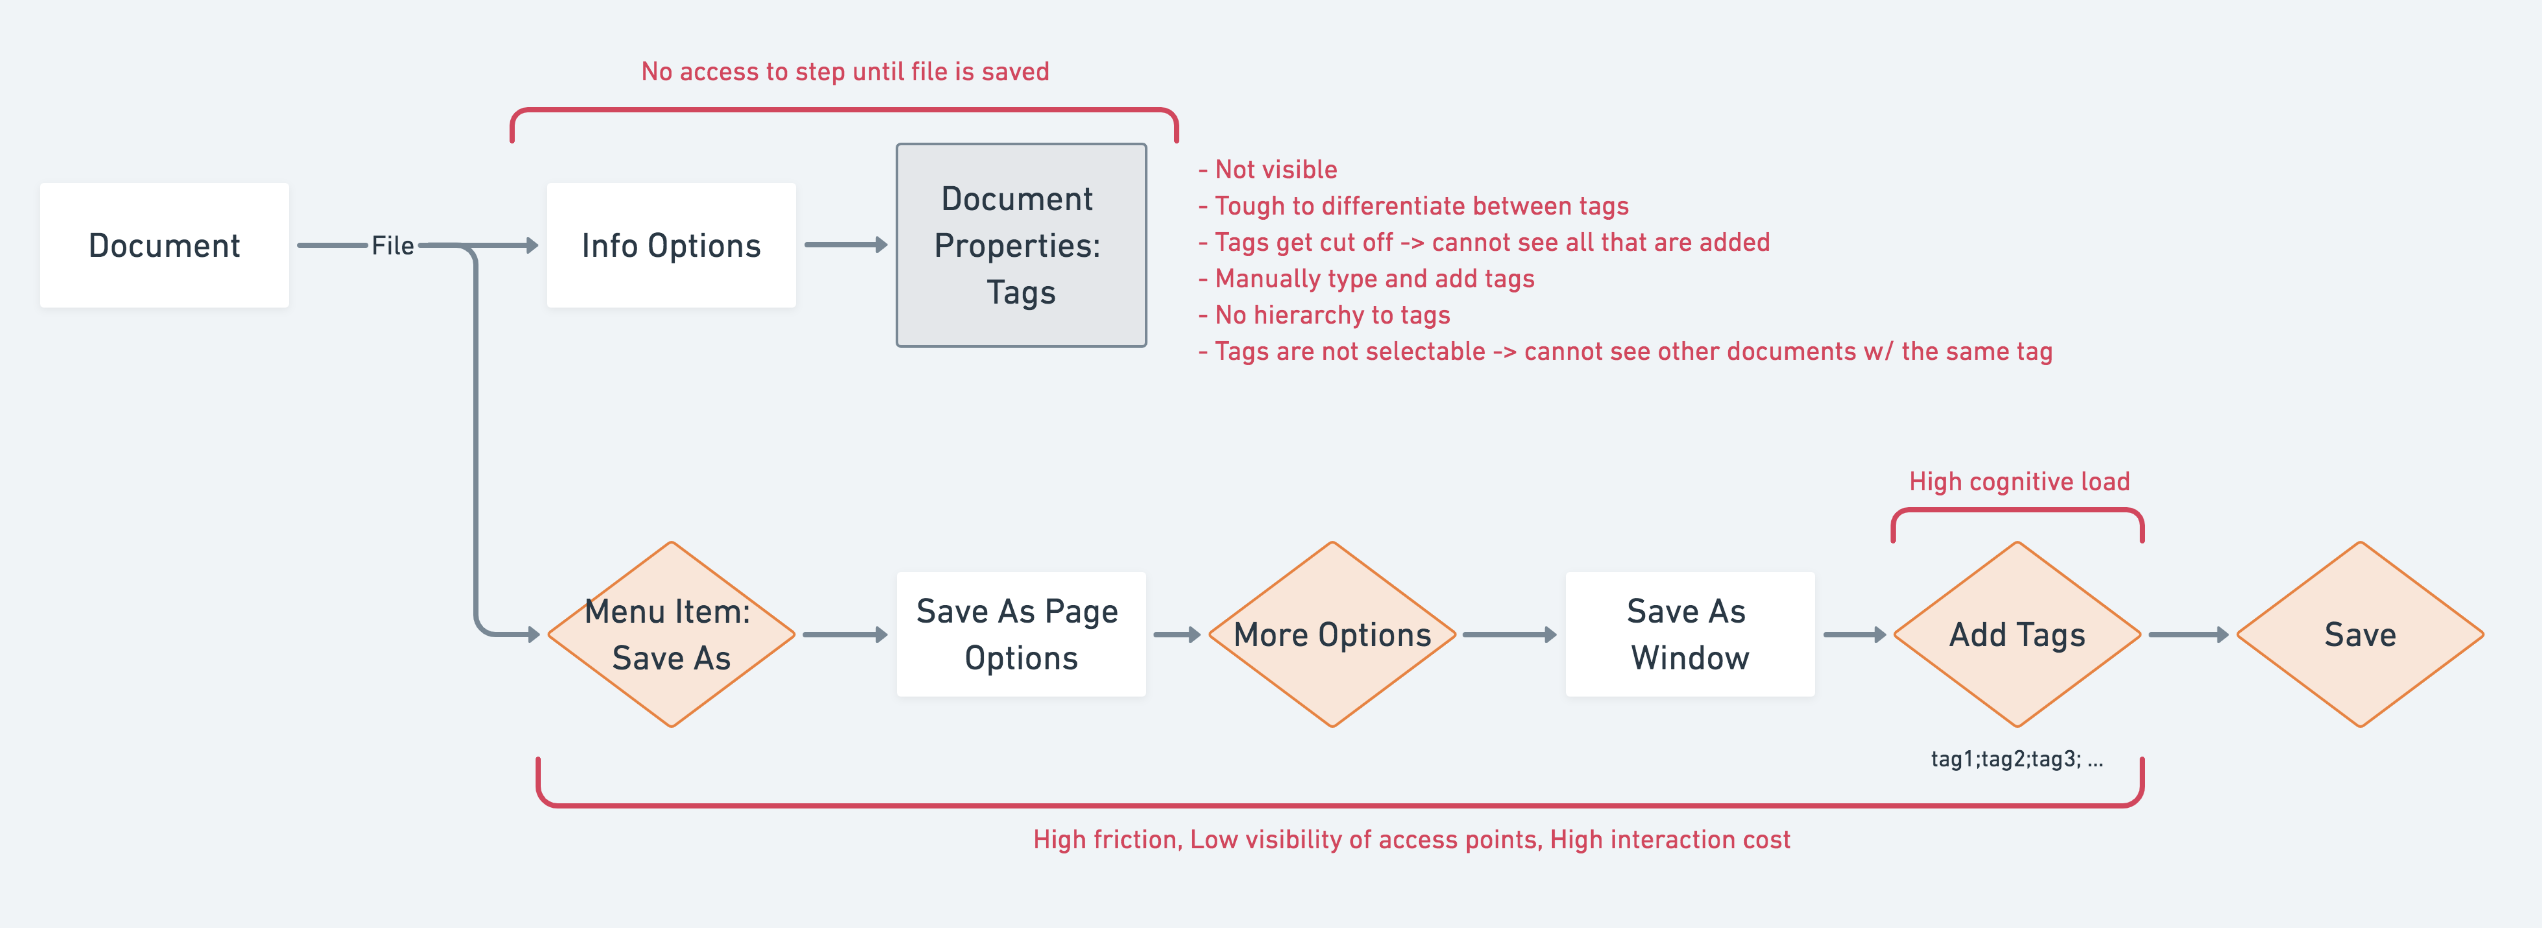 No access to step until file is saved
Document
File
Info Options
Document
Properties:
Tags
- Not visible
- Tough to differentiate between tags
- Tags get cut off -> cannot see all that are added
- Manually type and add tags
- No hierarchy to tags
- Tags are not selectable -> cannot see other documents w/ the same tag
High cognitive load
Menu Item:
Save As
Save As Page
Options
More Options
Save As
Window
Add Tags
Save
tag1;tag2;tag3; ...
High friction, Low visibility of access points, High interaction cost